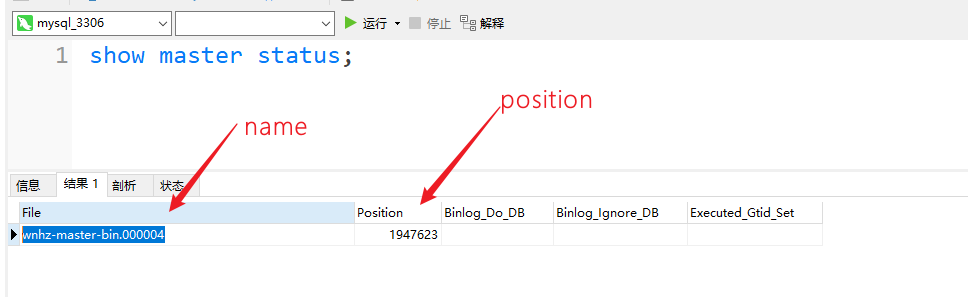 mysql_3306 运行 停止 解释
1 show master status;
position
name
信息 结果 1 剖析 状态
File Position Binlog_Do_DB Binlog_Ignore_DB Executed_Gtid_Set
wnhz-master-bin.000004 1947623